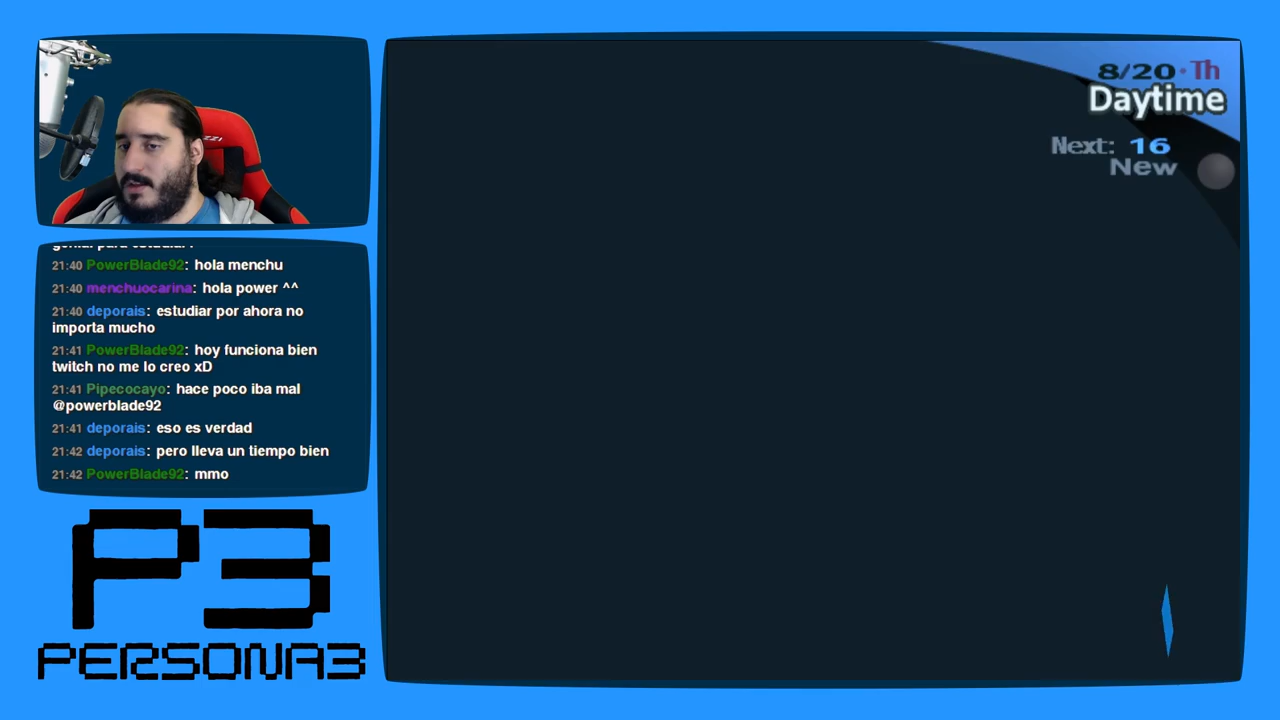 8/20·Th
Daytime
Next: 16
New
21:40 PowerBlade92: hola menchu
21:40 menchuocarina: hola power ^^
21:40 deporais: estudiar por ahora no
importa mucho
21:41 PowerBlade92: hoy funciona bien
twitch no me lo creo xD
21:41 Pipecocayo: hace poco iba mal
@powerblade92
21:41 deporais: eso es verdad
21:42 deporais: pero lleva un tiempo bien
21:42 PowerBlade92: mmo
P3
PERSONA3